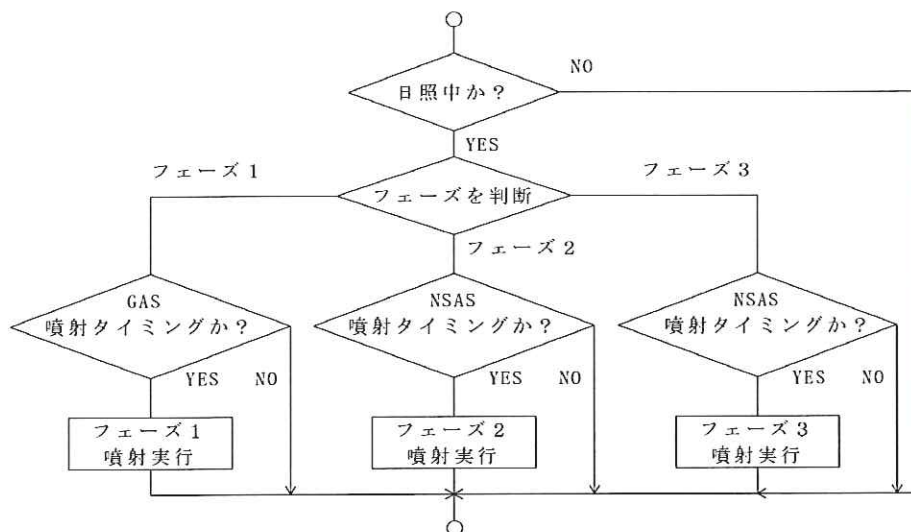 日照中か？
NO
YES
フェーズ1
フェーズを判断
フェーズ3
フェーズ2
GAS
噴射タイミングか？
NSAS
噴射タイミングか？
NSAS
噴射タイミングか？
YES
NO
YES
NO
YES
NO
フェーズ1
噴射実行
フェーズ2
噴射実行
フェーズ3
噴射実行